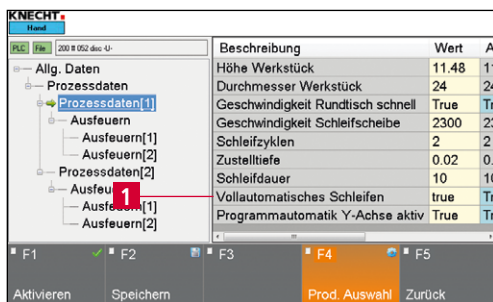 KNECHT
Hand
PLC File 200 # 052 disc -U-
Allg. Daten
Prozessdaten
Prozessdaten[1]
Ausfeuern
Ausfeuern[1]
Ausfeuern[2]
Prozessdaten[2]
Ausfeuern[1]
Ausfeuern[2]
1
Beschreibung Wert
Höhe Werkstück 11.48
Durchmesser Werkstück 24
Geschwindigkeit Rundtisch schnell True
Geschwindigkeit Schleifscheibe 2300
Schleifzyklen 2
Zustelltiefe 0.02
Schleifdauer 10
Vollautomatisches Schleifen true
Programmautomatik Y-Achse aktiv True
F1 F2 F3 F4 F5
Aktivieren Speichern Prod. Auswahl Zurück